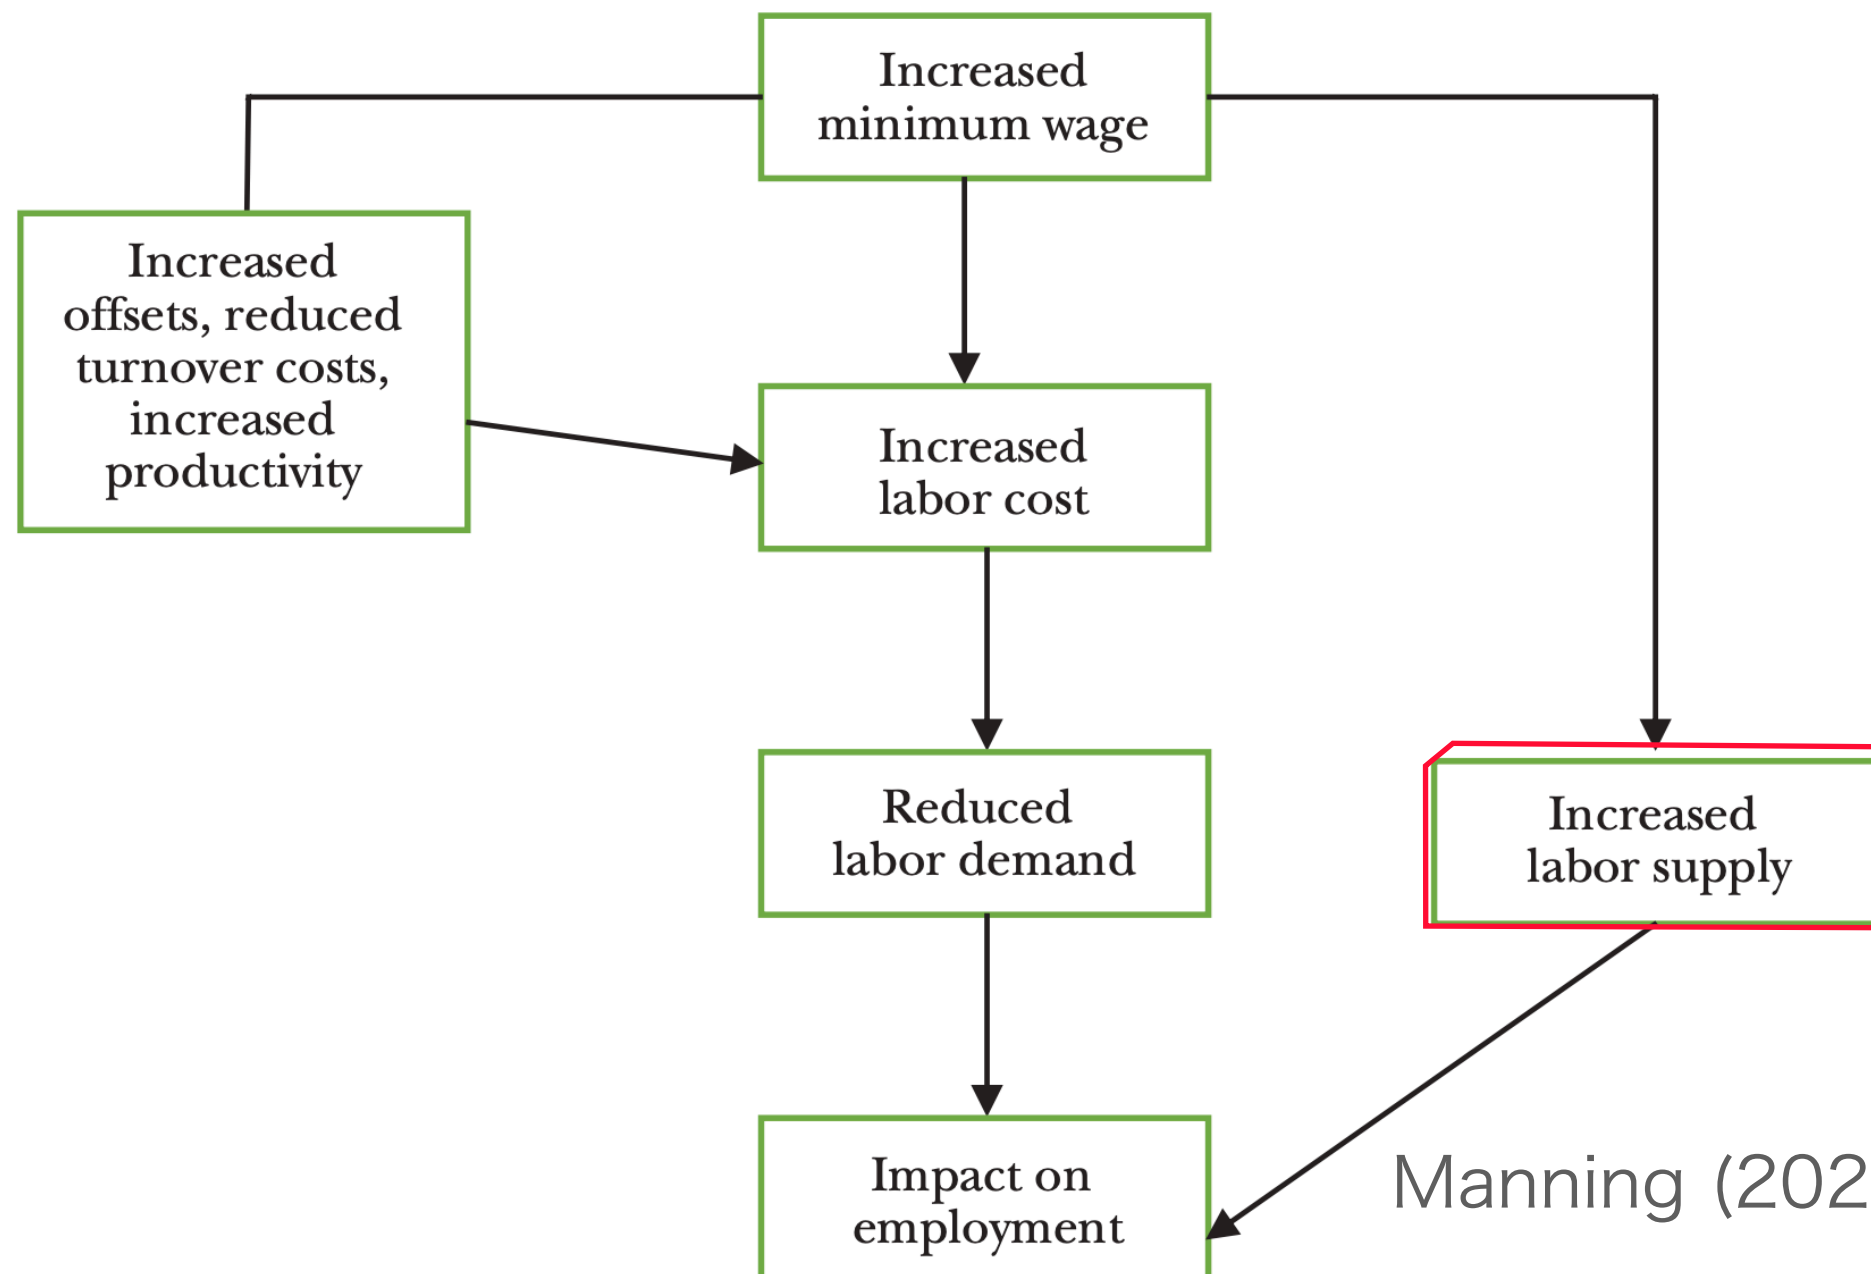 Increased
minimum wage
Increased
offsets, reduced
turnover costs,
increased
productivity
Increased
labor cost
Reduced
labor demand
Increased
labor supply
Impact on
employment
Manning (202